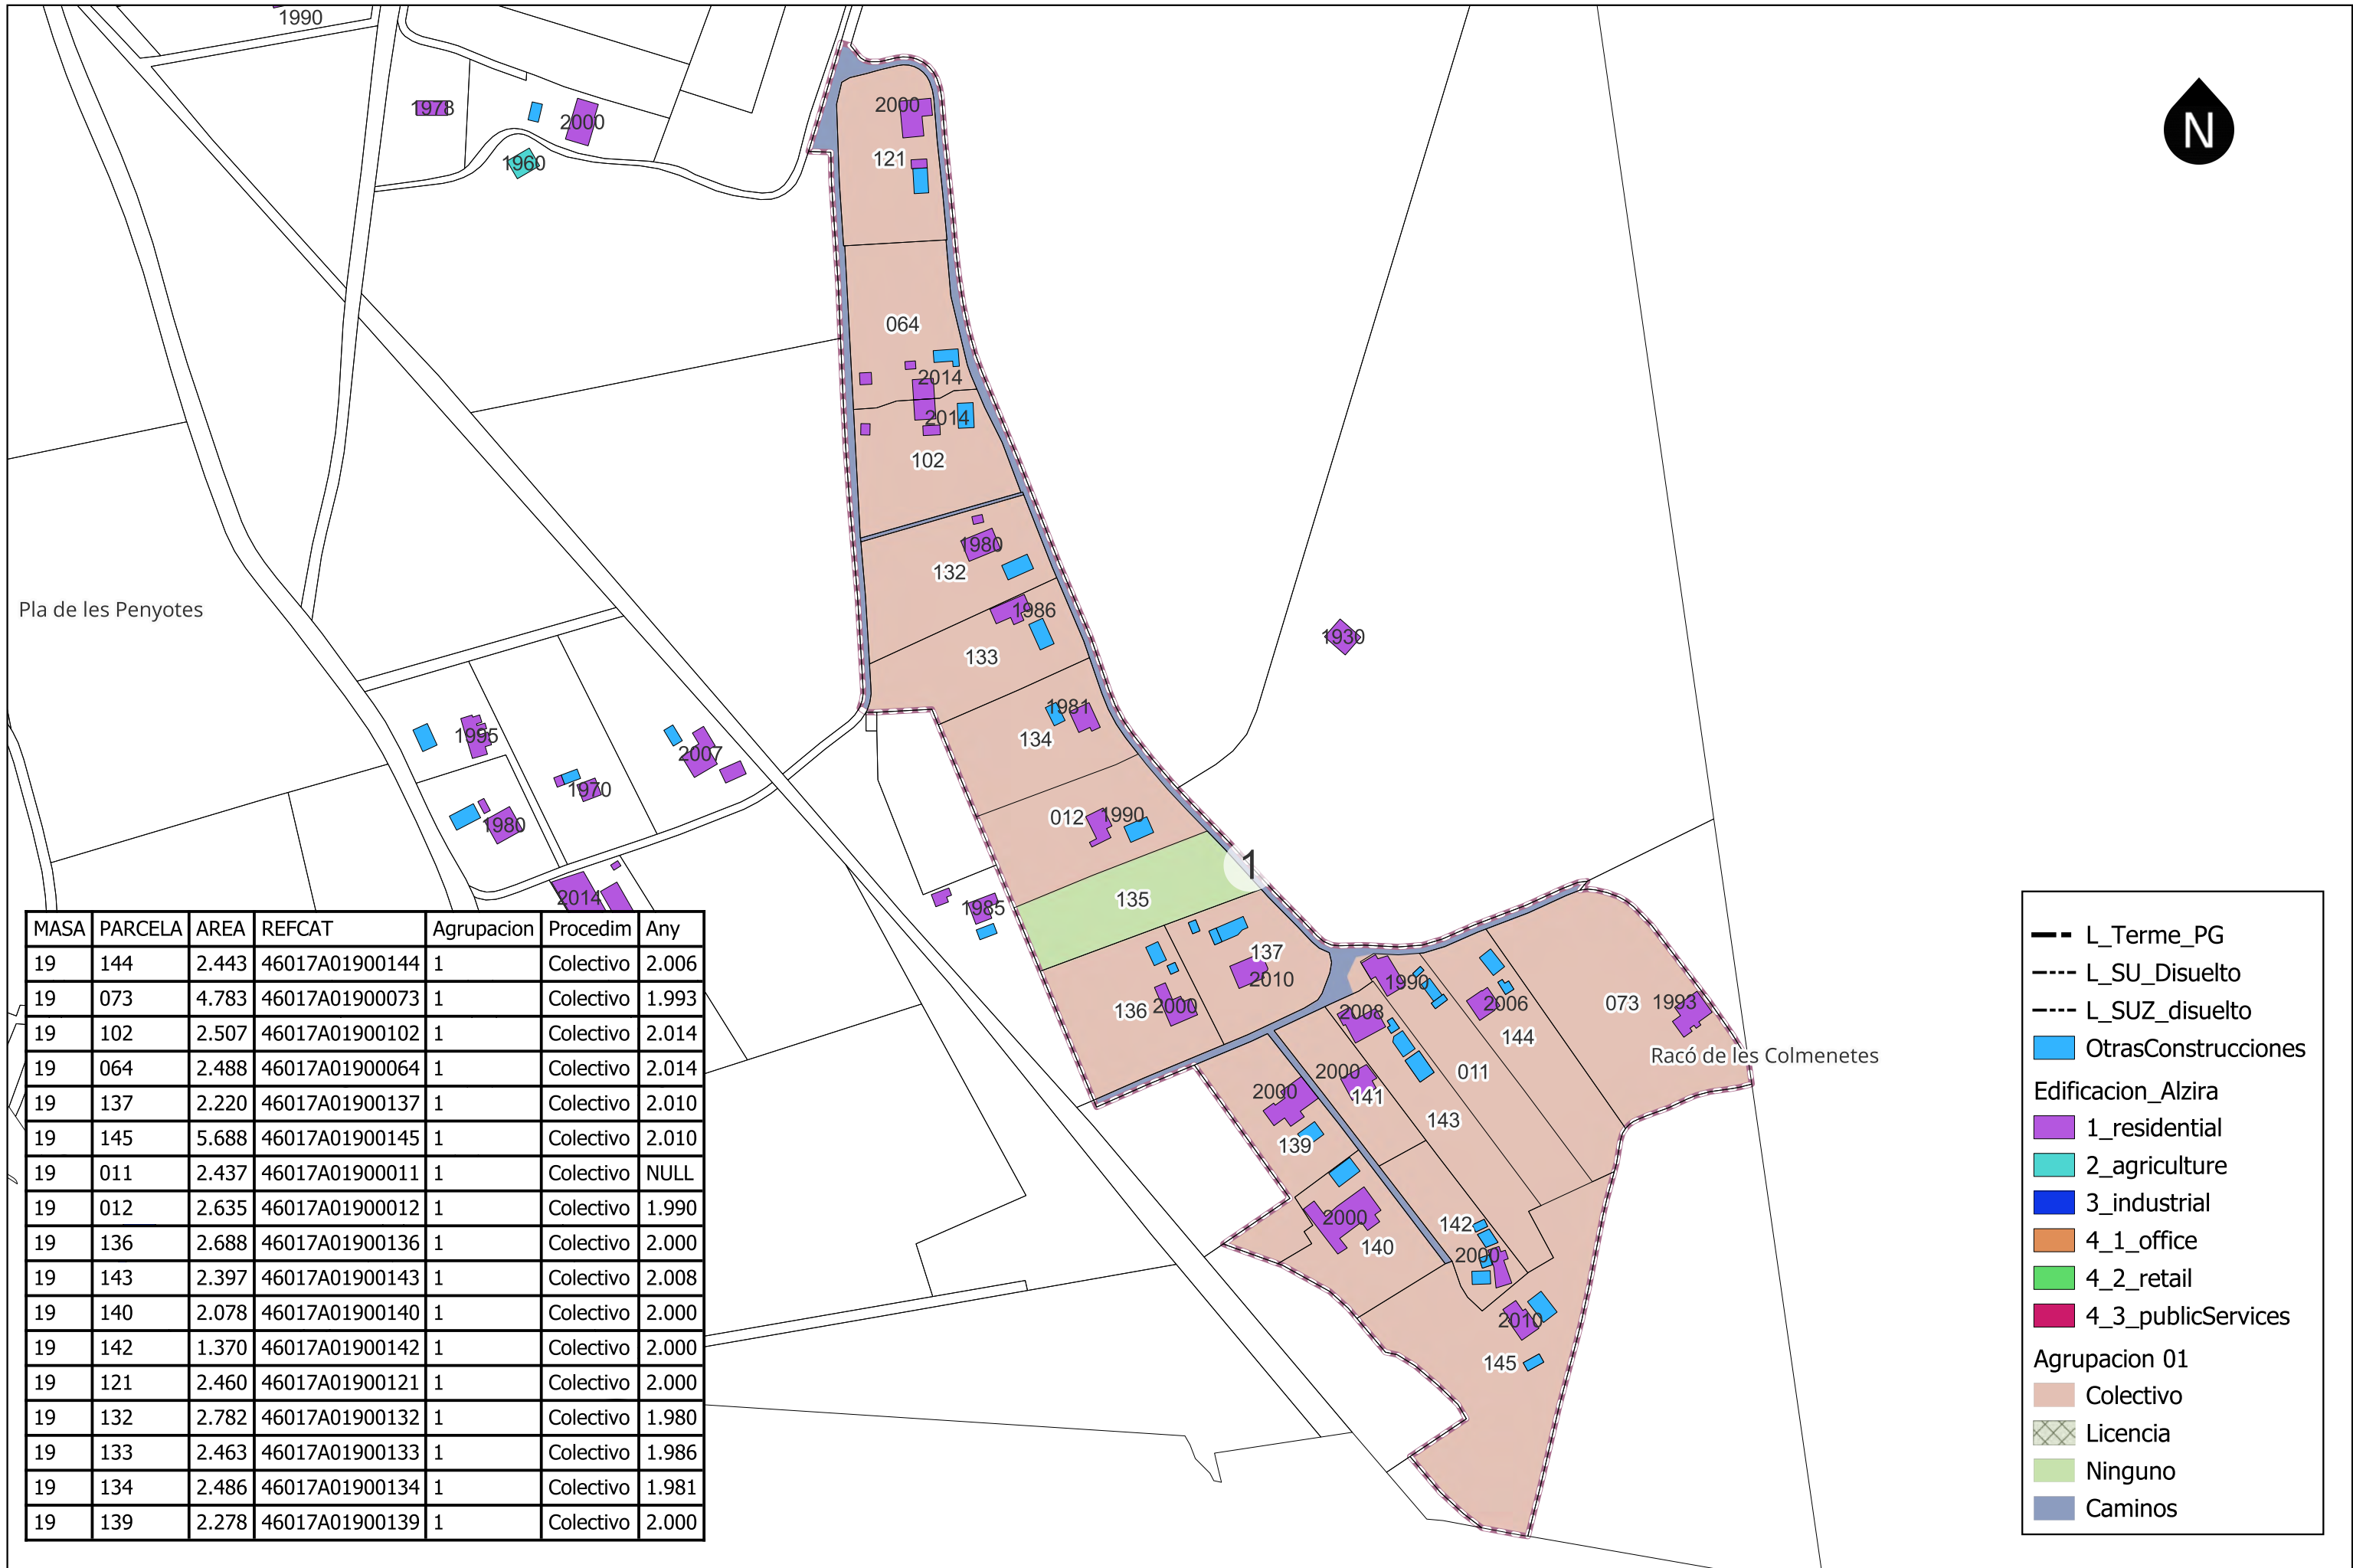 1990
1978
2000
1960
2000
121
N
064
2014
2014
102
1980
132
1986
133
Pla de les Penyotes
1930
1981
134
1995
2007
1970
1980
012
1990
1
135
2014
1985
137
2010
136
2000
1990
2008
2006
144
073
1993
Racó de les Colmenetes
011
2000
141
143
2000
139
2000
140
142
2000
2010
145
MASA PARCELA AREA REFCAT Agrupacion Procedim Any
19 144 2.443 46017A01900144 1 Colectivo 2.006
19 073 4.783 46017A01900073 1 Colectivo 1.993
19 102 2.507 46017A01900102 1 Colectivo 2.014
19 064 2.488 46017A01900064 1 Colectivo 2.014
19 137 2.220 46017A01900137 1 Colectivo 2.010
19 145 5.688 46017A01900145 1 Colectivo 2.010
19 011 2.437 46017A01900011 1 Colectivo NULL
19 012 2.635 46017A01900012 1 Colectivo 1.990
19 136 2.688 46017A01900136 1 Colectivo 2.000
19 143 2.397 46017A01900143 1 Colectivo 2.008
19 140 2.078 46017A01900140 1 Colectivo 2.000
19 142 1.370 46017A01900142 1 Colectivo 2.000
19 121 2.460 46017A01900121 1 Colectivo 2.000
19 132 2.782 46017A01900132 1 Colectivo 1.980
19 133 2.463 46017A01900133 1 Colectivo 1.986
19 134 2.486 46017A01900134 1 Colectivo 1.981
19 139 2.278 46017A01900139 1 Colectivo 2.000
L_Terme_PG
L_SU_Disuelto
L_SUZ_disuelto
OtrasConstrucciones
Edificacion_Alzira
1_residential
2_agriculture
3_industrial
4_1_office
4_2_retail
4_3_publicServices
Agrupacion 01
Colectivo
Licencia
Ninguno
Caminos